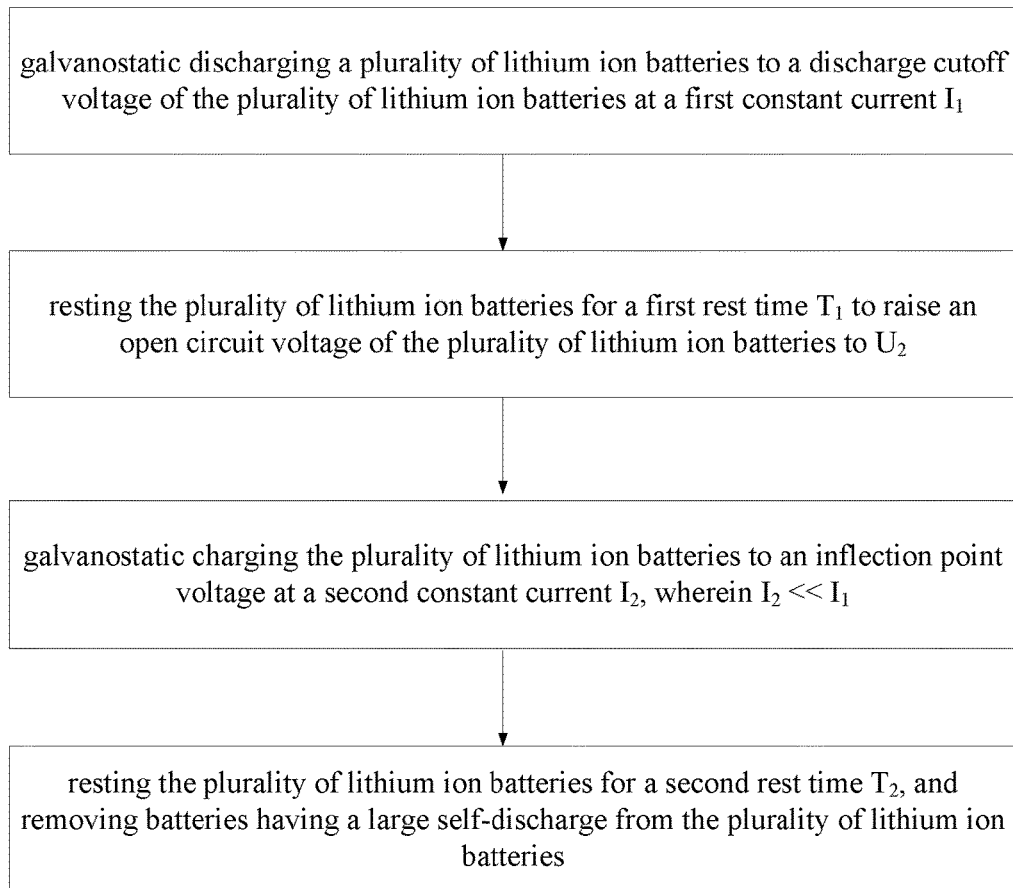 galvanostatic discharging a plurality of lithium ion batteries to a discharge cutoff
voltage of the plurality of lithium ion batteries at a first constant current I₁
resting the plurality of lithium ion batteries for a first rest time T₁ to raise an
open circuit voltage of the plurality of lithium ion batteries to U₂
galvanostatic charging the plurality of lithium ion batteries to an inflection point
voltage at a second constant current I₂, wherein I₂ << I₁
resting the plurality of lithium ion batteries for a second rest time T₂, and
removing batteries having a large self-discharge from the plurality of lithium ion
batteries